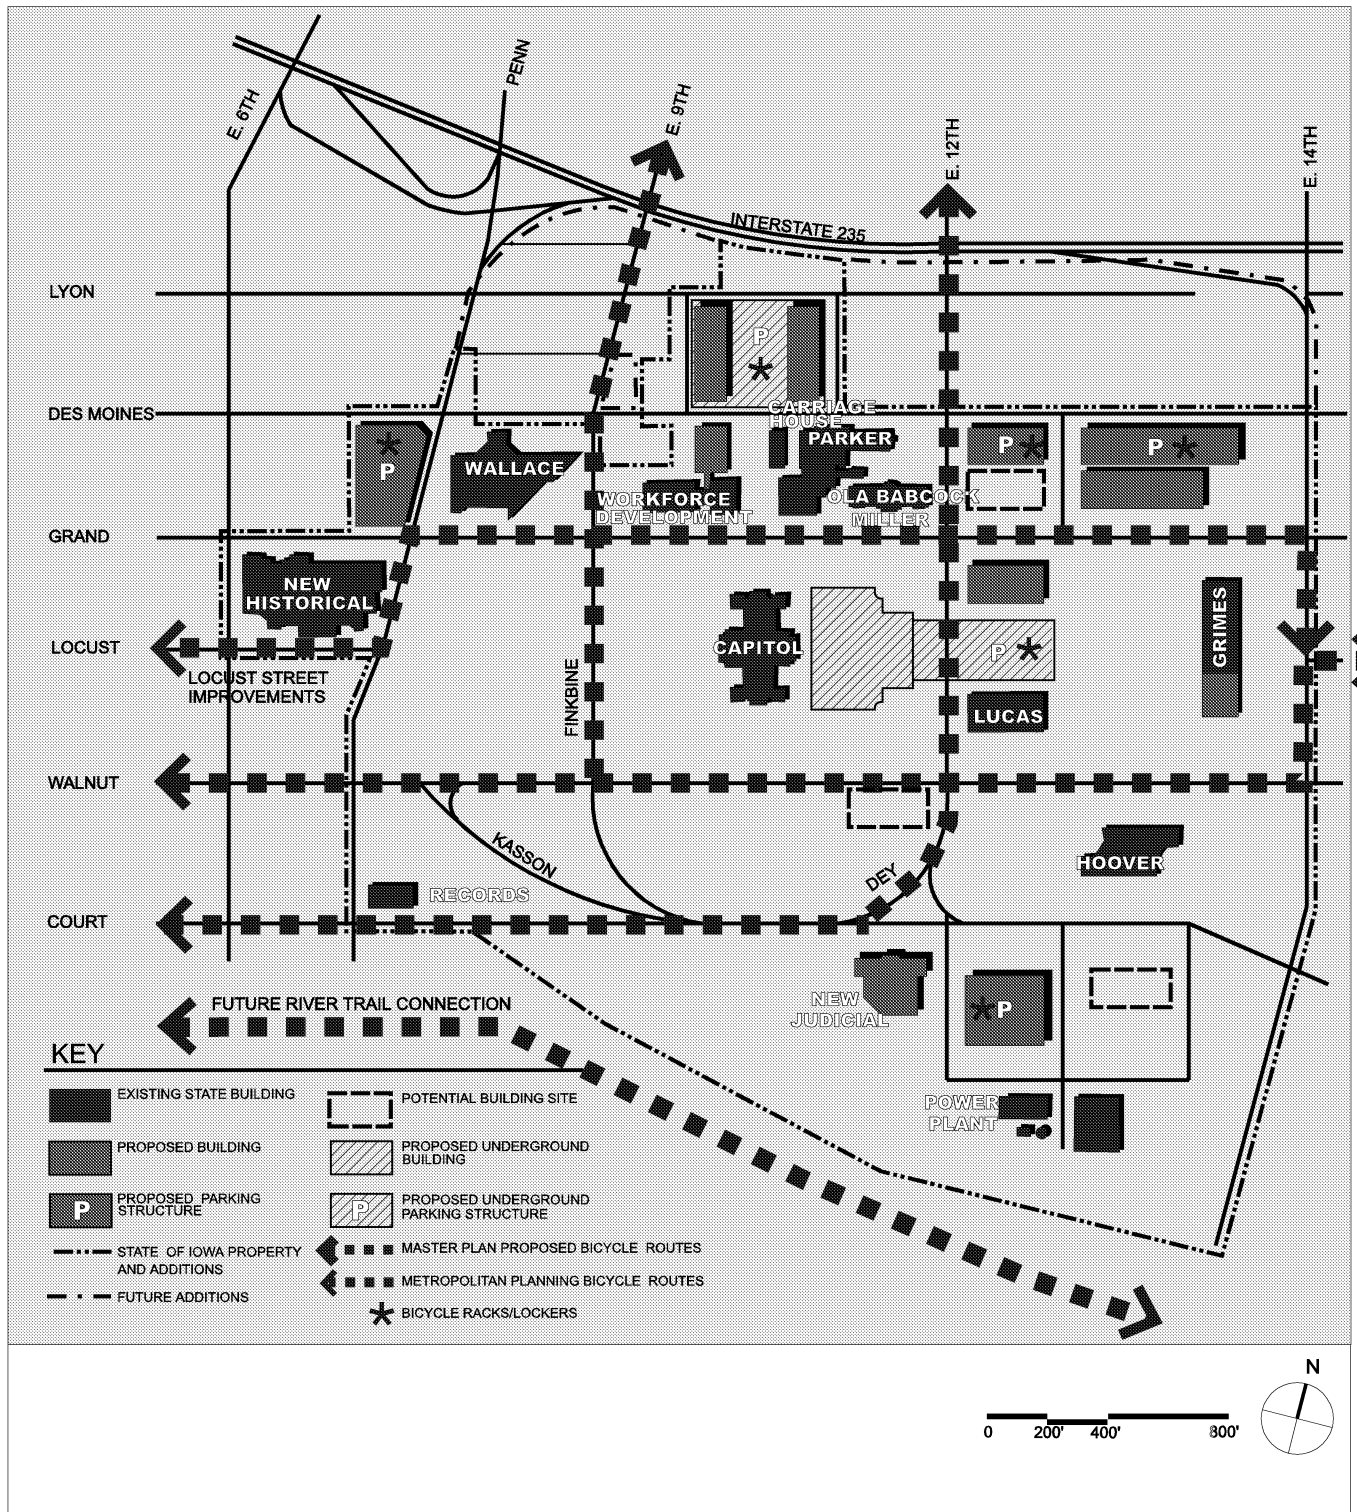 E. 6TH
PENN
E. 9TH
E. 12TH
E. 14TH
INTERSTATE 235
LYON
P
CARRIAGE
HOUSE
DES MOINES
PARKER
P
P
P
WALLACE
WORKFORCE
DEVELOPMENT
OLA BABCOCK
MILLER
GRAND
NEW
HISTORICAL
GRIMES
LOCUST
CAPITOL
P
LOCUST STREET
IMPROVEMENTS
FINKBINE
LUCAS
WALNUT
KASSON
DEY
HOOVER
RECORDS
COURT
NEW
JUDICIAL
P
FUTURE RIVER TRAIL CONNECTION
KEY
EXISTING STATE BUILDING
POTENTIAL BUILDING SITE
POWER
PLANT
PROPOSED BUILDING
PROPOSED UNDERGROUND
BUILDING
P
PROPOSED PARKING
STRUCTURE
P
PROPOSED UNDERGROUND
PARKING STRUCTURE
STATE OF IOWA PROPERTY
AND ADDITIONS
MASTER PLAN PROPOSED BICYCLE ROUTES
METROPOLITAN PLANNING BICYCLE ROUTES
FUTURE ADDITIONS
BICYCLE RACKS/LOCKERS
N
0 200' 400' 800'